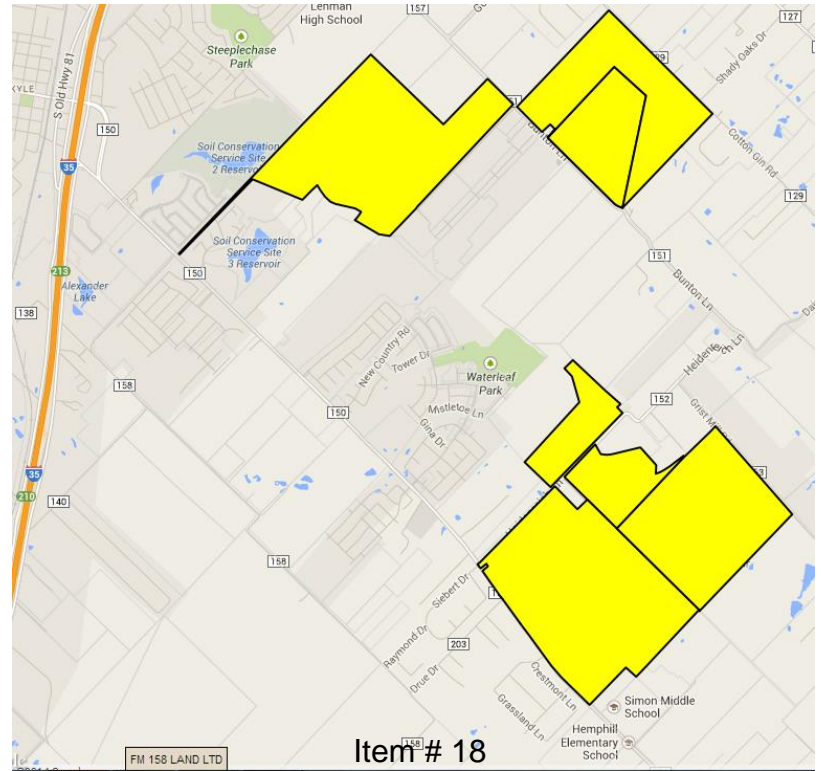 Lehman
High School
157
127
Steeplechase
Park
Shady Oaks Dr
S Old Hwy 81
KYLE
150
Bunton Ln
Cotton Gin Rd
Soil Conservation
Service Site
2 Reservoir
35
129
Soil Conservation
Service Site
3 Reservoir
151
213
150
Alexander
Lake
Bunton Ln
138
New Country Rd
Tower Dr
Waterleaf
Park
158
152
150
Mistletoe Ln
Gina Dr
35
210
140
158
Siebert Dr
Raymond Dr
203
Drue Dr
Crestmont Ln
Grassland Ln
Simon Middle
School
Hemphill
Elementary
School
158
Item # 18
FM 158 LAND LTD